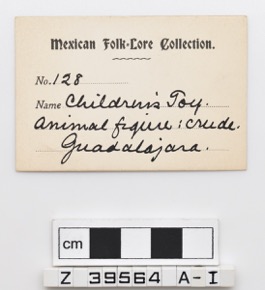 Mexican Folk-Lore Collection.
No. 128
Name Children's Toy.
Animal figure : crude.
Guadalajara.
cm
Z 39564 A-I